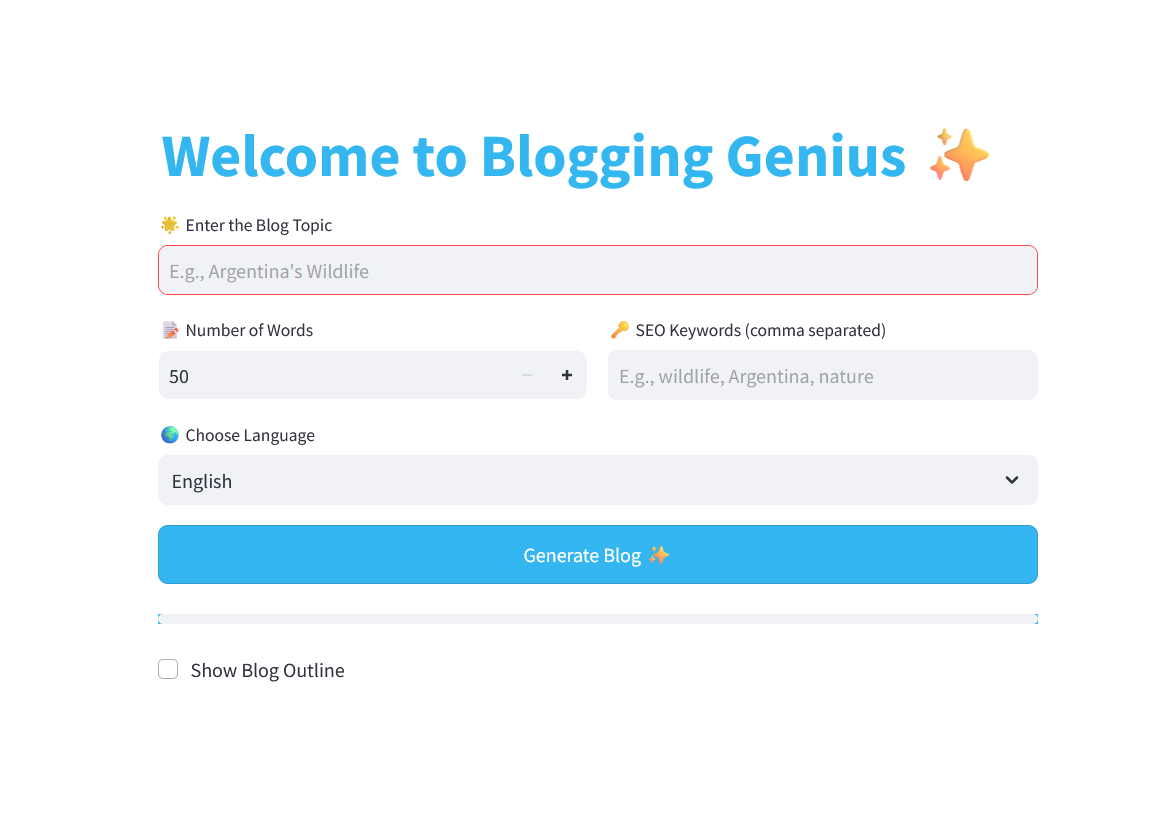 Welcome to Blogging Genius ✨
🌟 Enter the Blog Topic
E.g., Argentina's Wildlife
📝 Number of Words
50
🔑 SEO Keywords (comma separated)
E.g., wildlife, Argentina, nature
🌍 Choose Language
English
Generate Blog ✨
Show Blog Outline